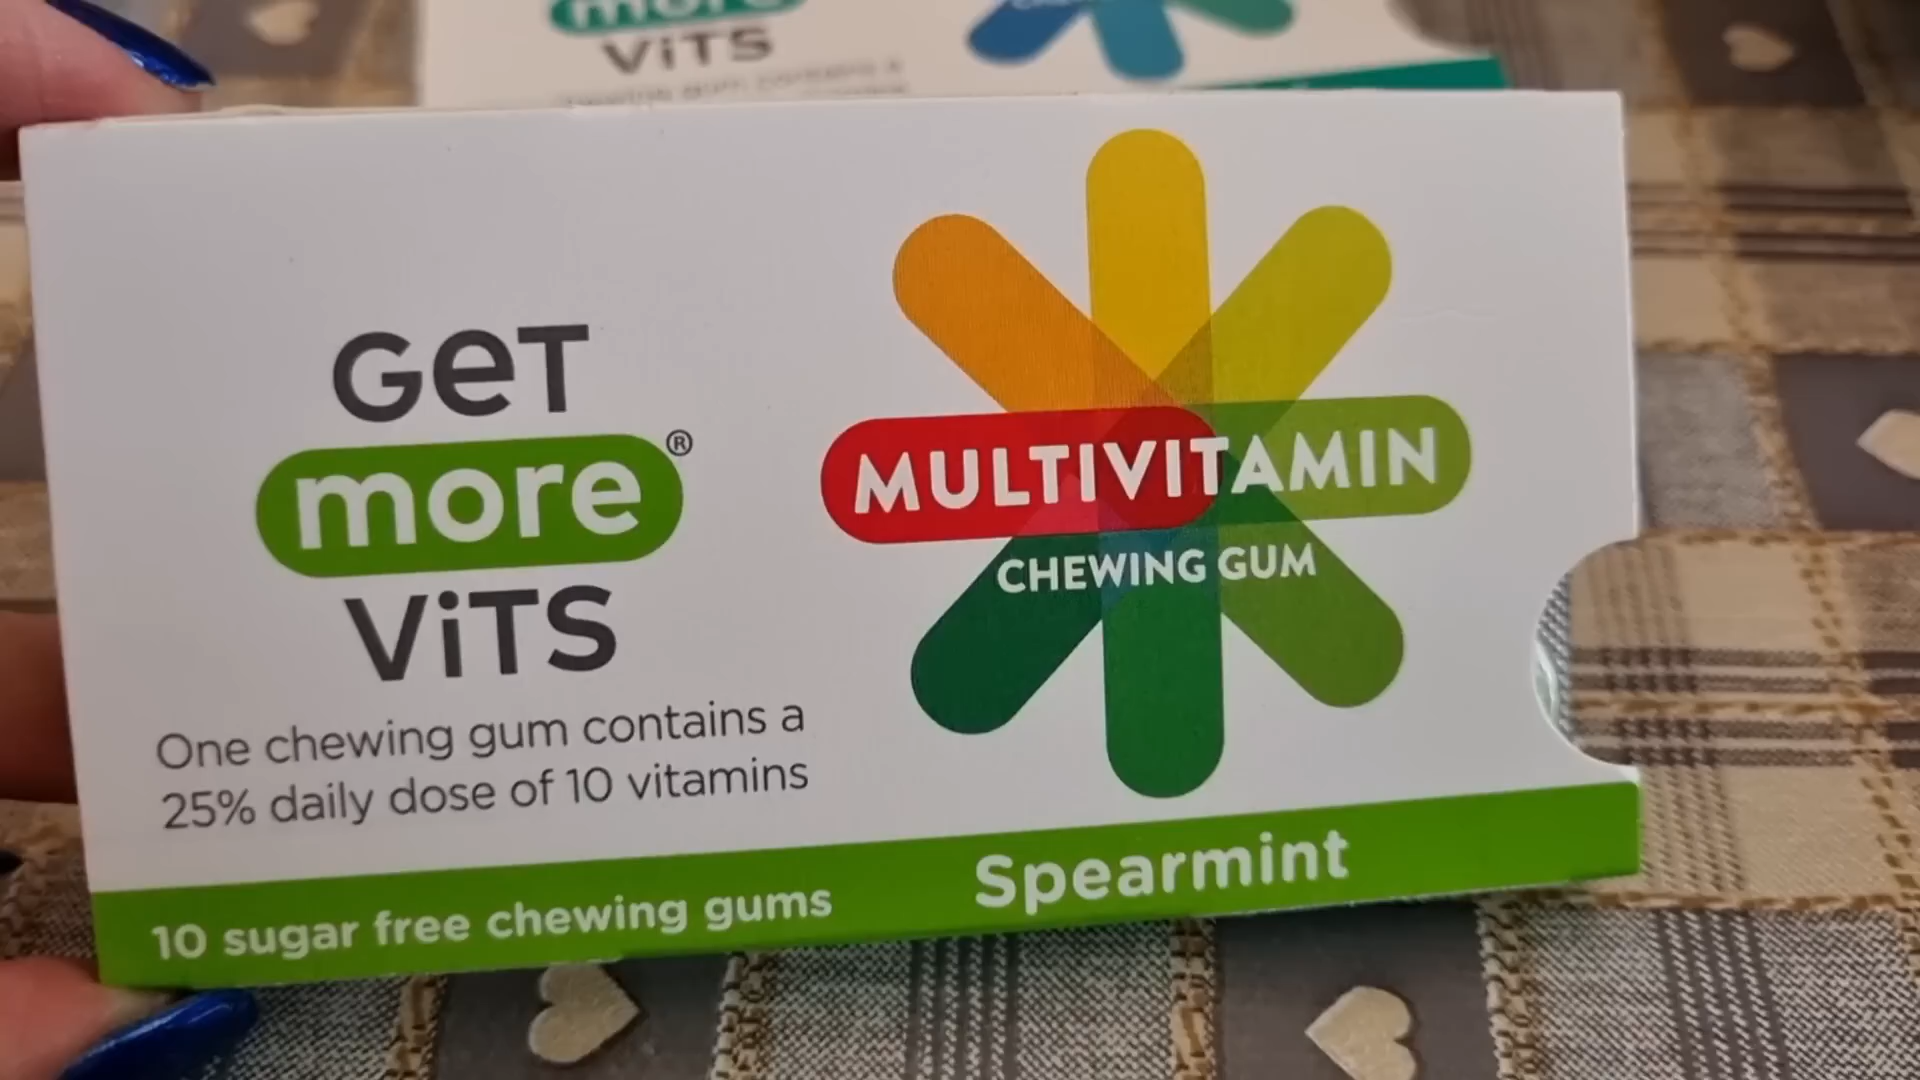 more
ViTS
GeT
more®
ViTS
One chewing gum contains a
25% daily dose of 10 vitamins
MULTIVITAMIN
CHEWING GUM
10 sugar free chewing gums
Spearmint